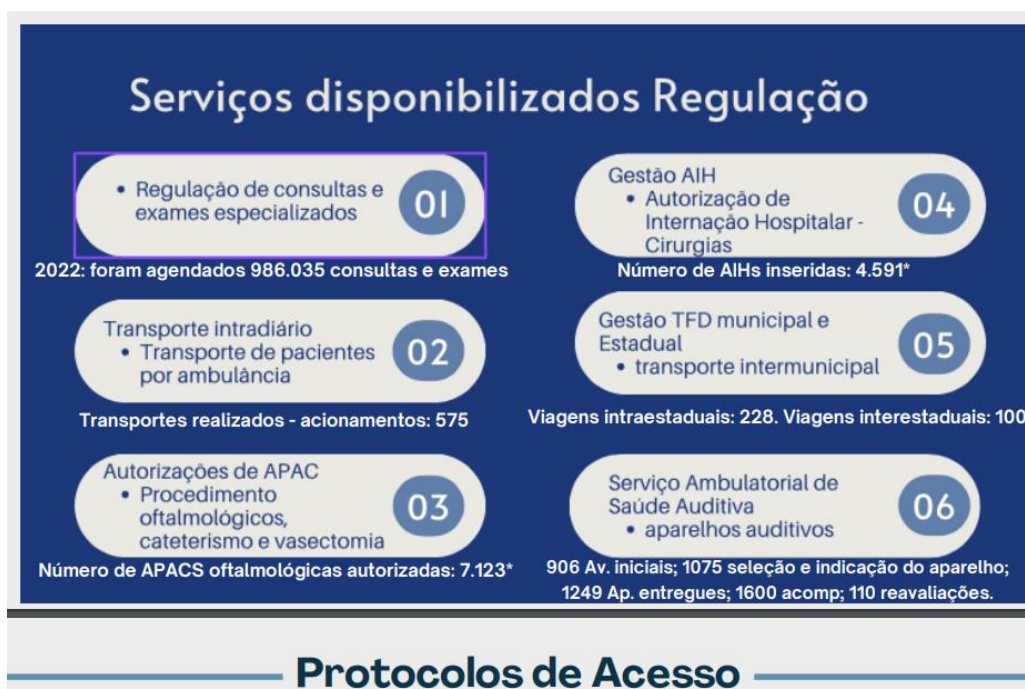 Serviços disponibilizados Regulação
• Regulação de consultas e
exames especializados
01
2022: foram agendados 986.035 consultas e exames
Transporte intradiário
• Transporte de pacientes
por ambulância
02
Transportes realizados - acionamentos: 575
Autorizações de APAC
• Procedimento
oftalmológicos,
cateterismo e vasectomia
03
Número de APACS oftalmológicas autorizadas: 7.123*
Gestão AIH
• Autorização de
Internação Hospitalar -
Cirurgias
04
Número de AIHs inseridas: 4.591*
Gestão TFD municipal e
Estadual
• transporte intermunicipal
05
Viagens intraestaduais: 228. Viagens interestaduais: 100
Serviço Ambulatorial de
Saúde Auditiva
• aparelhos auditivos
06
906 Av. iniciais; 1075 seleção e indicação do aparelho;
1249 Ap. entregues; 1600 acomp; 110 reavaliações.
Protocolos de Acesso